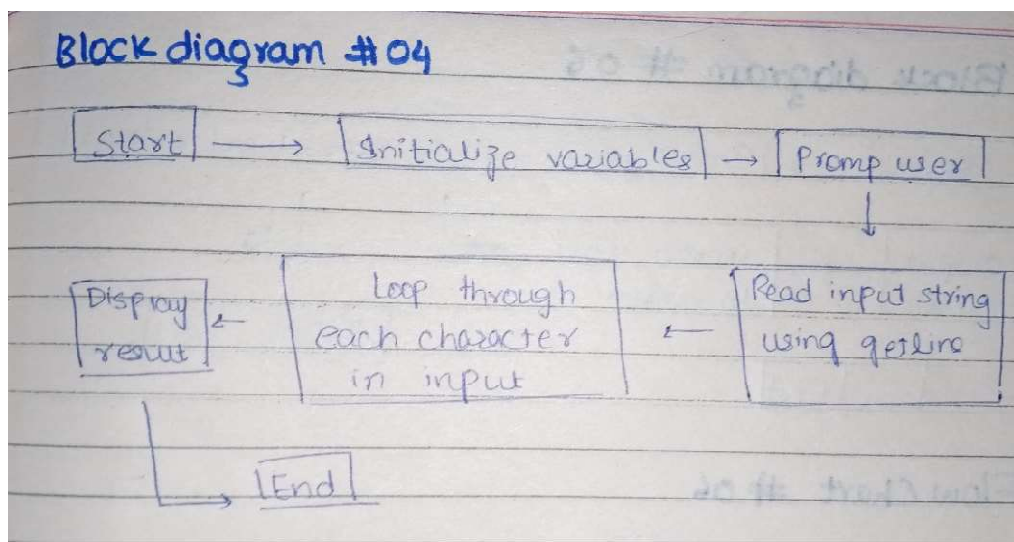 Block diagram #04
Start
Initialize variables
Promp user
Read input string
using getline
Loop through
each character
in input
Display
result
End